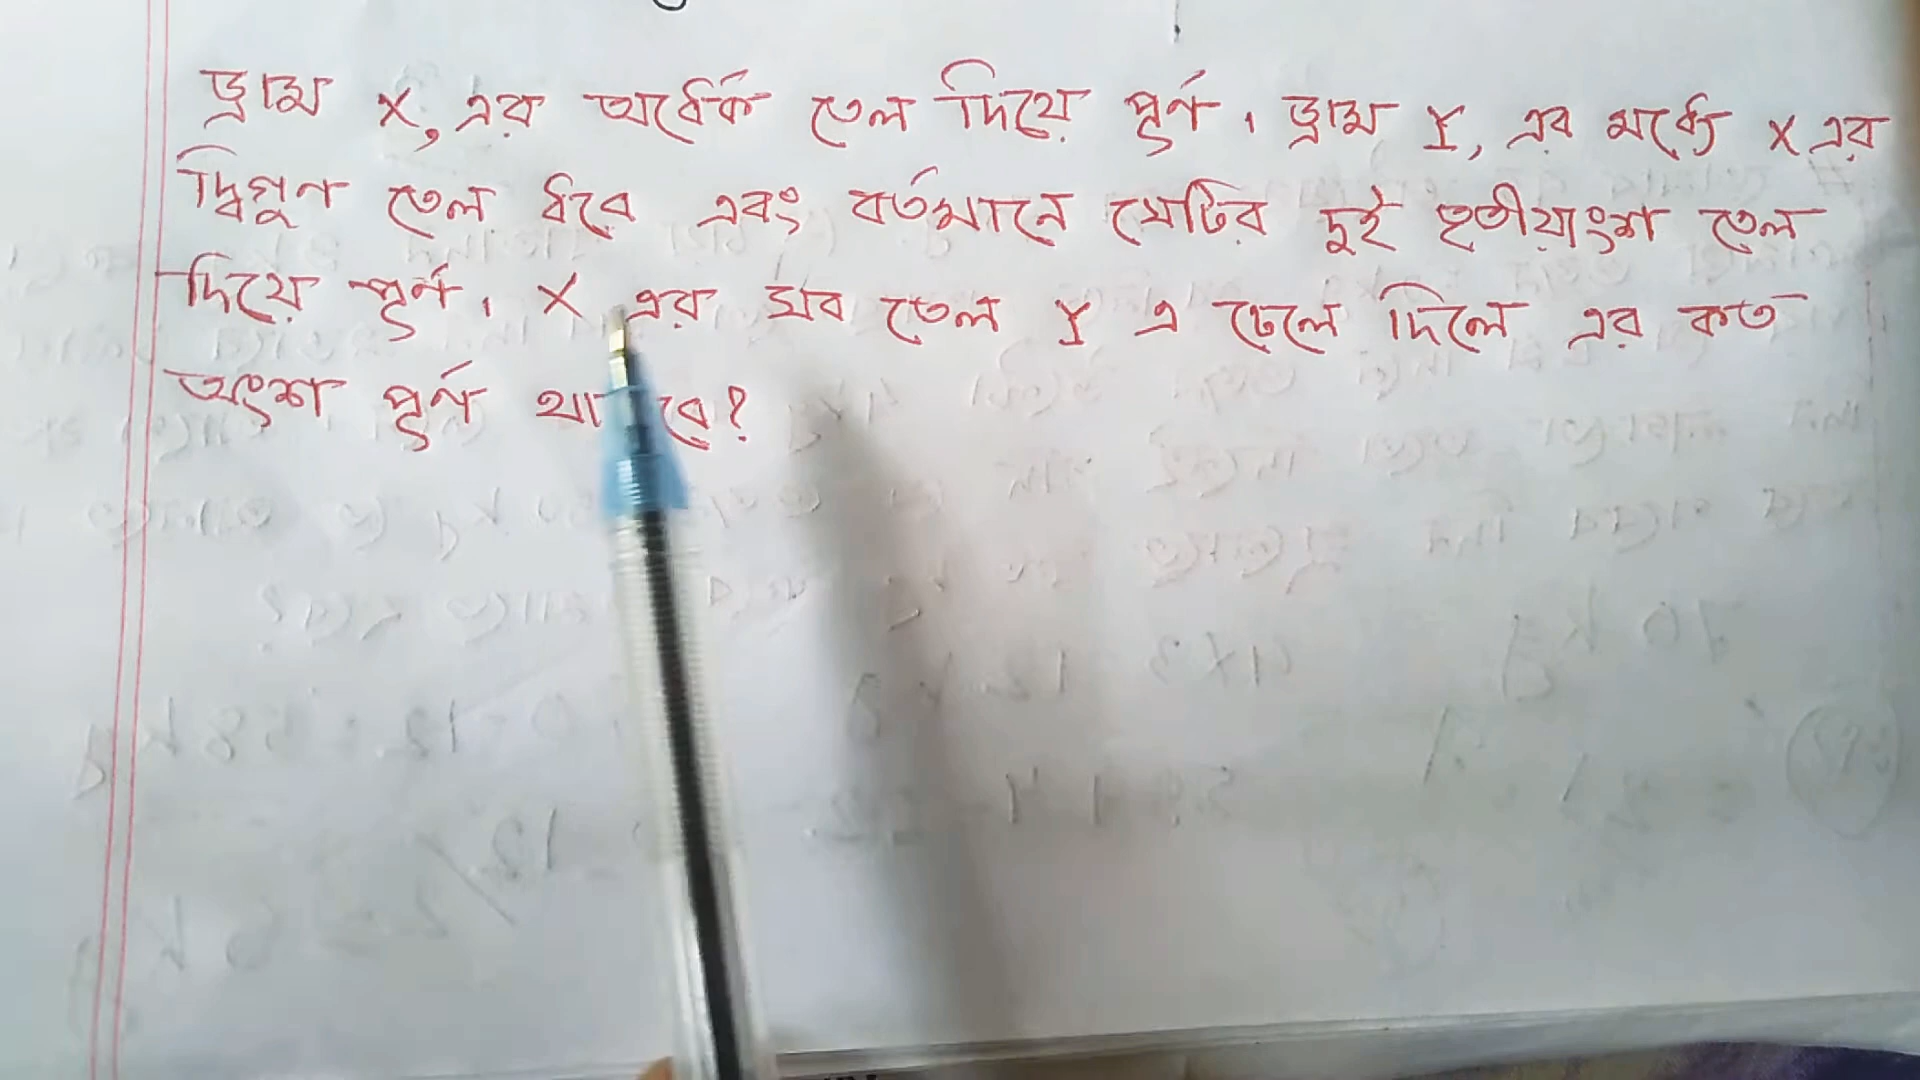 ড্রাম X, এর অর্ধেক তেল দিয়ে পূর্ণ। ড্রাম Y, এর মধ্যে X এর
দ্বিগুণ তেল ধরে এবং বর্তমানে সেটির দুই তৃতীয়াংশ তেল
দিয়ে পূর্ণ। X এর সব তেল Y এ ঢেলে দিলে এর কত
অংশ পূর্ণ থাকবে?